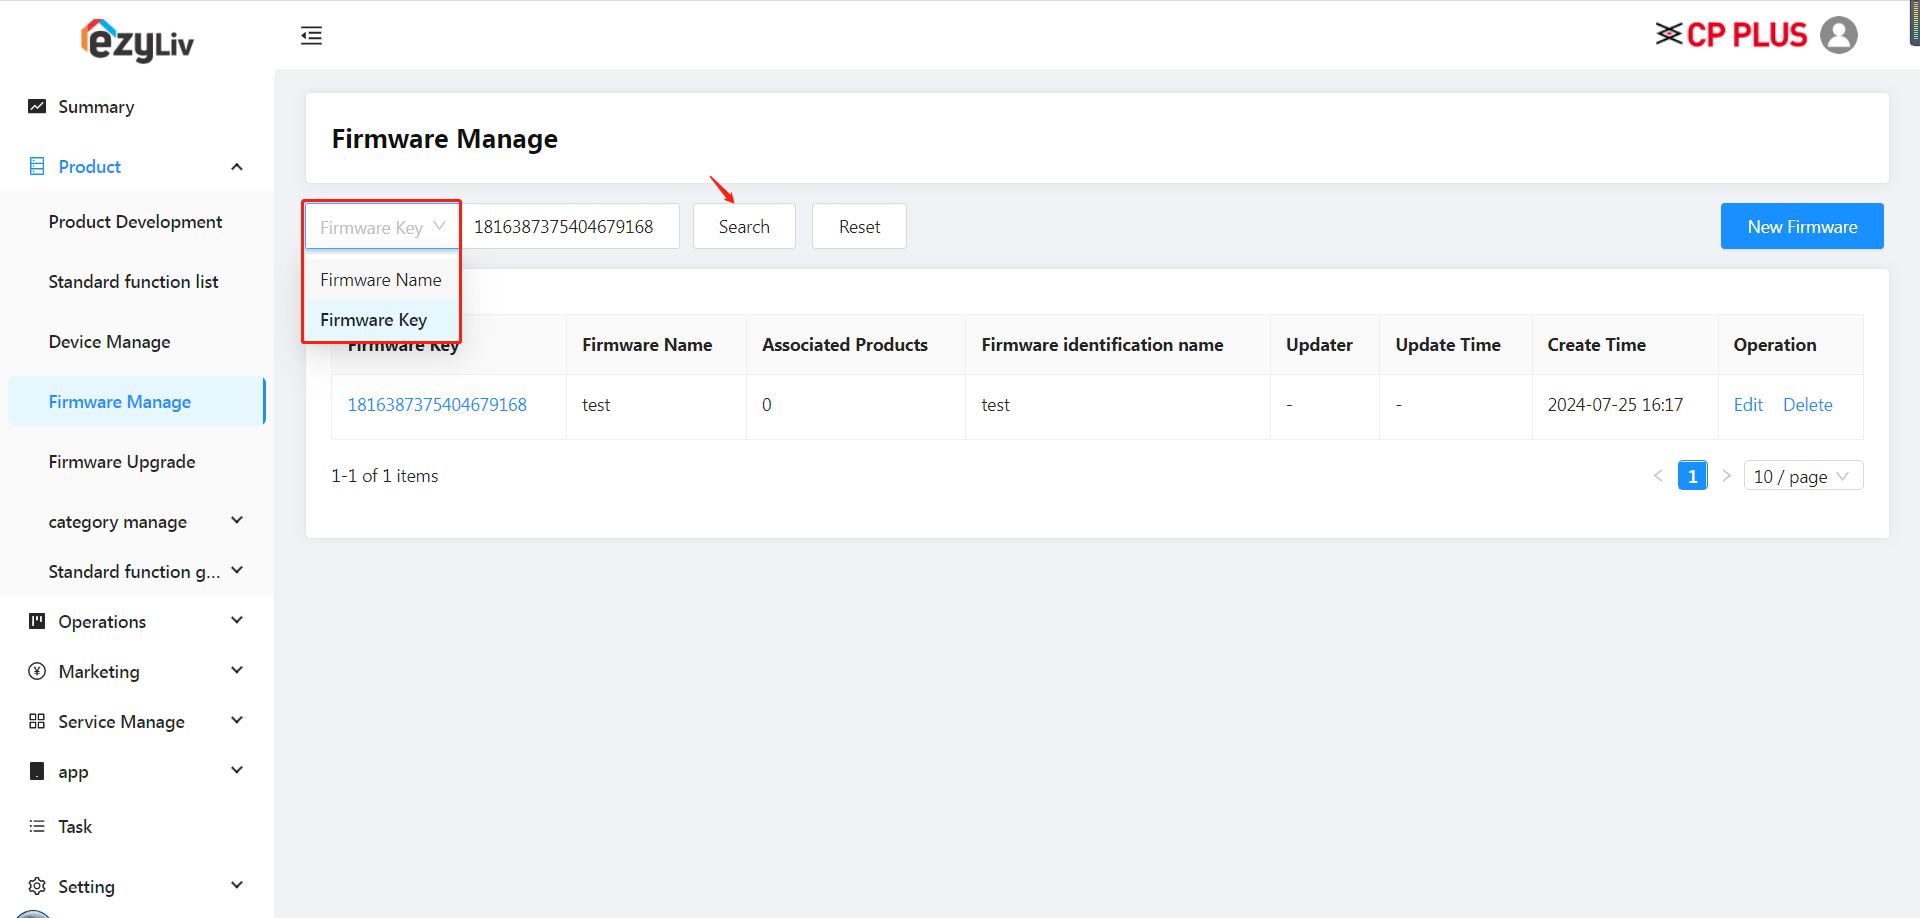 ezyLiv
CP PLUS
Summary
Product
Product Development
Standard function list
Device Manage
Firmware Manage
Firmware Upgrade
category manage
Standard function g...
Operations
Marketing
Service Manage
app
Task
Setting
Firmware Manage
Firmware Key
1816387375404679168
Search
Reset
New Firmware
Firmware Name
Firmware Key
Firmware Key Firmware Name Associated Products Firmware identification name Updater Update Time Create Time Operation
1816387375404679168 test 0 test - - 2024-07-25 16:17 Edit Delete
1-1 of 1 items
< 1 > 10 / page